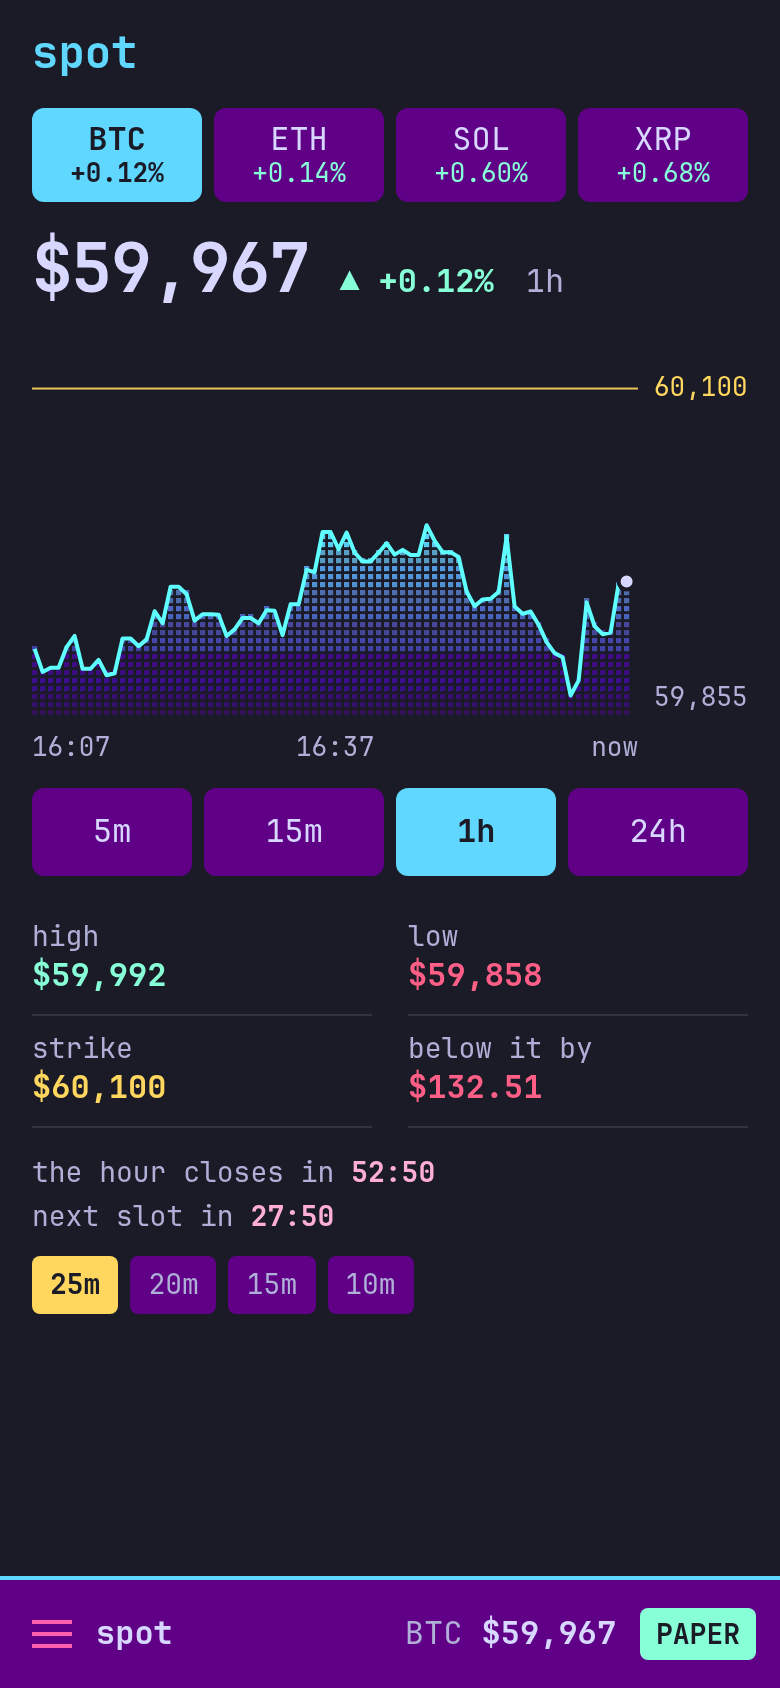 spot
BTC ETH SOL XRP
+0.12% +0.14% +0.60% +0.68%
$59,967 ▲ +0.12% 1h
60,100
59,855
16:07 16:37 now
5m 15m 1h 24h
high low
$59,992 $59,858
strike below it by
$60,100 $132.51
the hour closes in 52:50
next slot in 27:50
25m 20m 15m 10m
spot BTC $59,967 PAPER